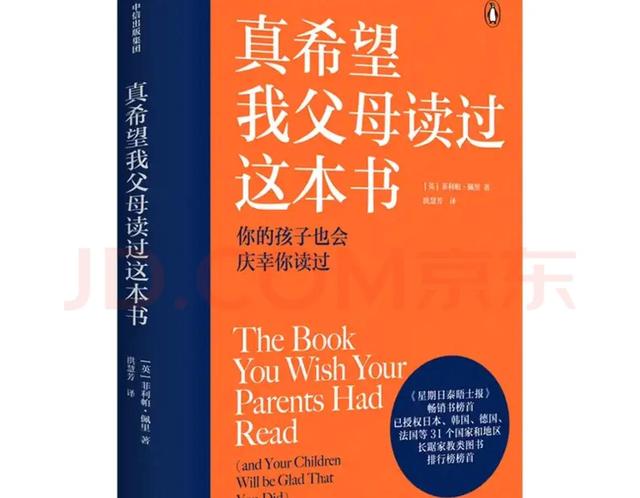 中信出版集团
真希望我父母读过这本书
[英]菲利帕·佩里 著
洪慧芳 译
真希望
我父母读过
这本书
[英] 菲利帕·佩里 著
洪慧芳 译
你的孩子也会
庆幸你读过
JD.COM京东
The Book
You Wish Your
Parents Had
Read
(and Your Children
Will be Glad That
You Did)
《星期日泰晤士报》
畅销书榜首
已授权日本、韩国、德国、
法国等 31 个国家和地区
长踞家教类图书
排行榜榜首